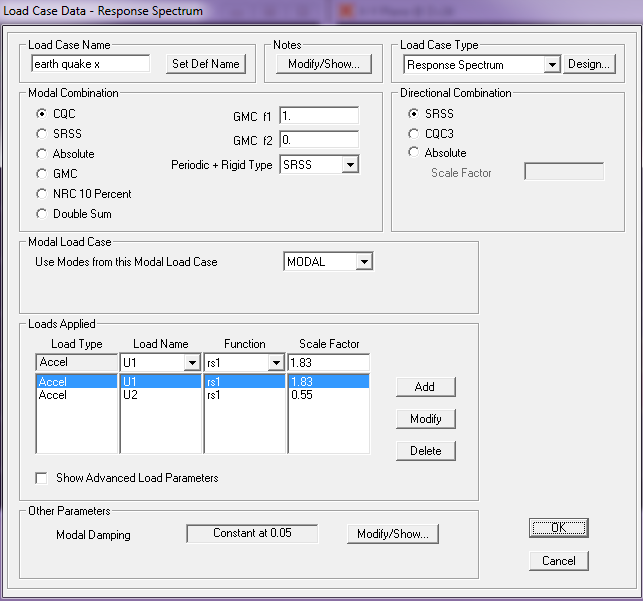 Load Case Data - Response Spectrum
Load Case Name
earth quake x
Set Def Name
Notes
Modify/Show...
Load Case Type
Response Spectrum
Design...
Modal Combination
CQC
SRSS
Absolute
GMC
NRC 10 Percent
Double Sum
GMC f1
1.
GMC f2
0.
Periodic + Rigid Type
SRSS
Directional Combination
SRSS
CQC3
Absolute
Scale Factor
Modal Load Case
Use Modes from this Modal Load Case
MODAL
Loads Applied
Load Type Load Name Function Scale Factor
Accel U1 rs1 1.83
Accel U1 rs1 1.83
Accel U2 rs1 0.55
Add
Modify
Delete
Show Advanced Load Parameters
Other Parameters
Modal Damping
Constant at 0.05
Modify/Show...
OK
Cancel